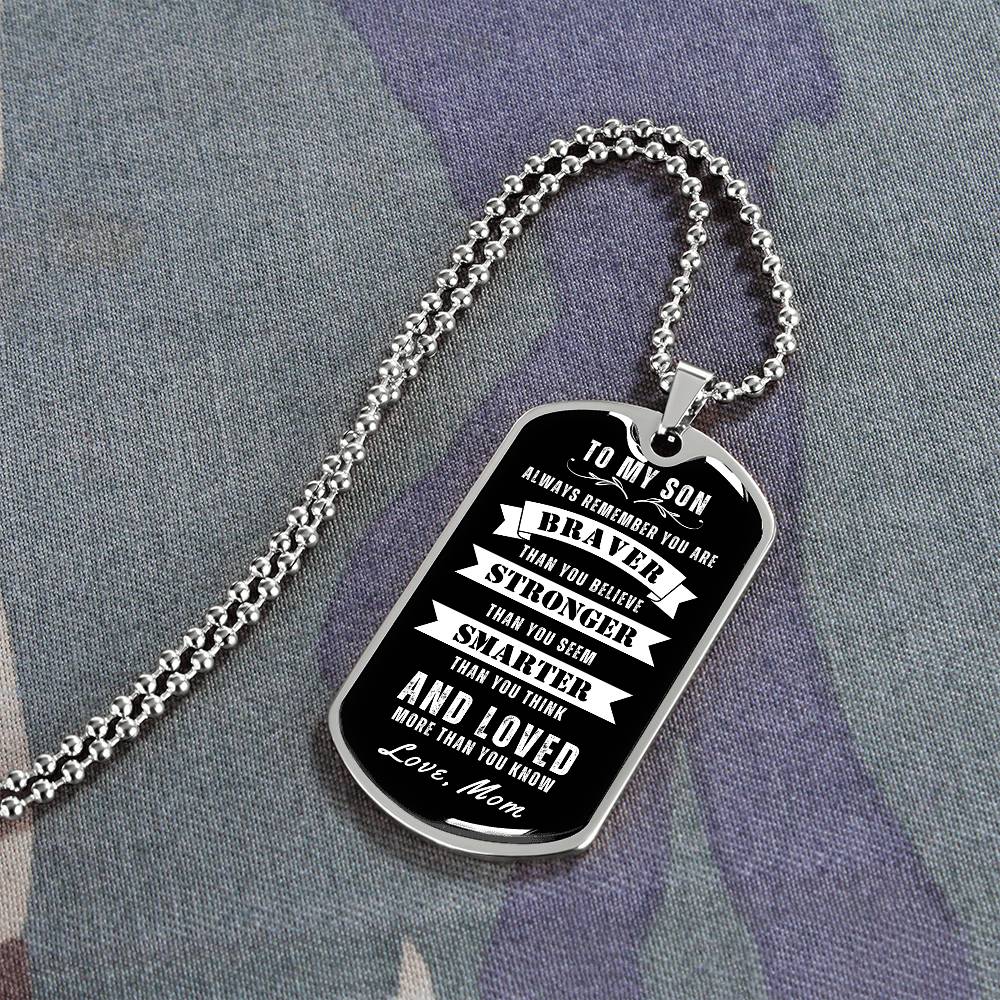 TO MY SON
ALWAYS REMEMBER YOU ARE
BRAVER
THAN YOU BELIEVE
STRONGER
THAN YOU SEEM
SMARTER
THAN YOU THINK
AND LOVED
MORE THAN YOU KNOW
Love, Mom